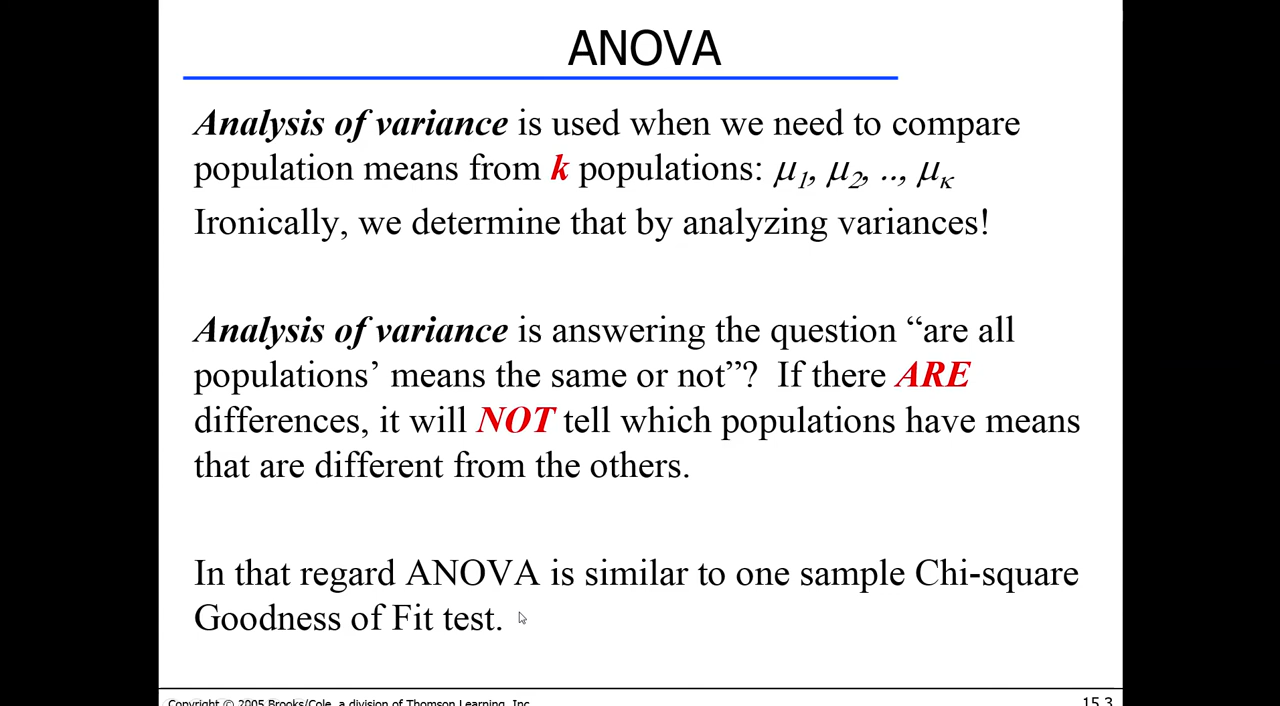 ANOVA
Analysis of variance is used when we need to compare
population means from k populations: μ1, μ2, .., μκ
Ironically, we determine that by analyzing variances!
Analysis of variance is answering the question “are all
populations’ means the same or not”? If there ARE
differences, it will NOT tell which populations have means
that are different from the others.
In that regard ANOVA is similar to one sample Chi-square
Goodness of Fit test.
Copyright © 2005 Brooks/Cole, a division of Thomson Learning, Inc.
15.3